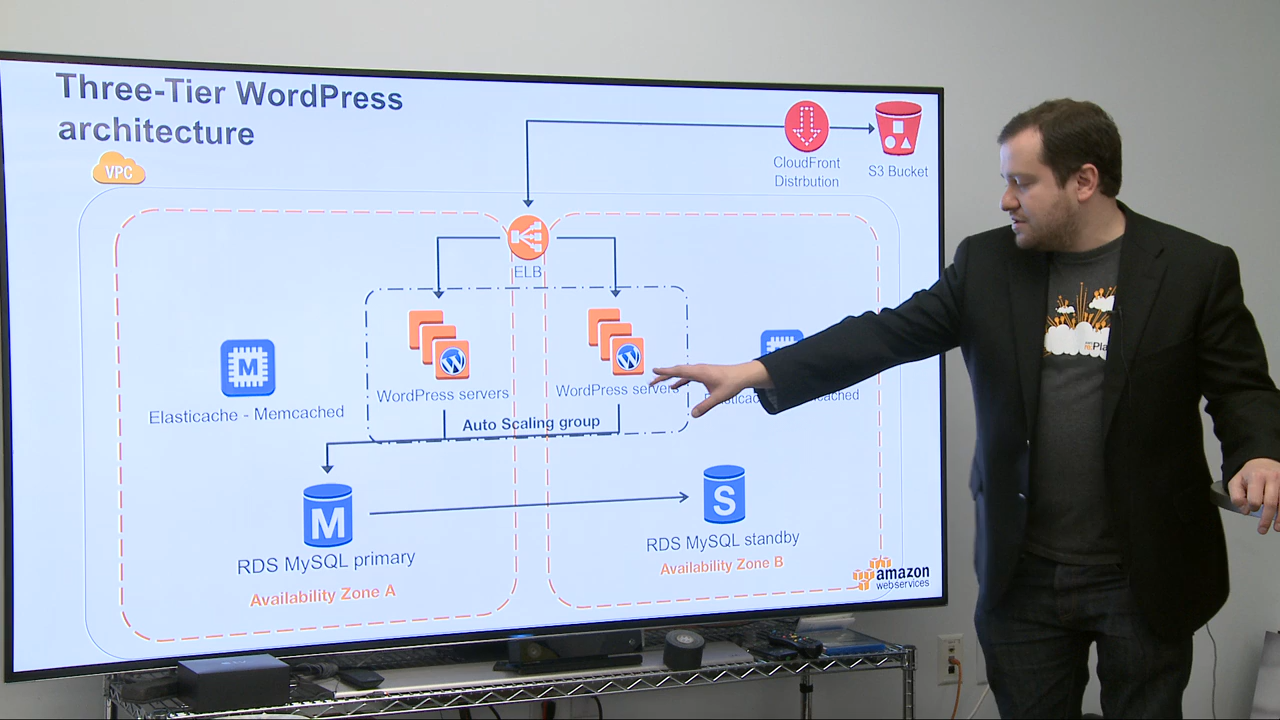 Three-Tier WordPress
architecture
VPC
CloudFront
Distrbution
S3 Bucket
ELB
M
Elasticache - Memcached
W
WordPress servers
W
WordPress servers
Auto Scaling group
M
RDS MySQL primary
Availability Zone A
S
RDS MySQL standby
Availability Zone B
amazon
webservices